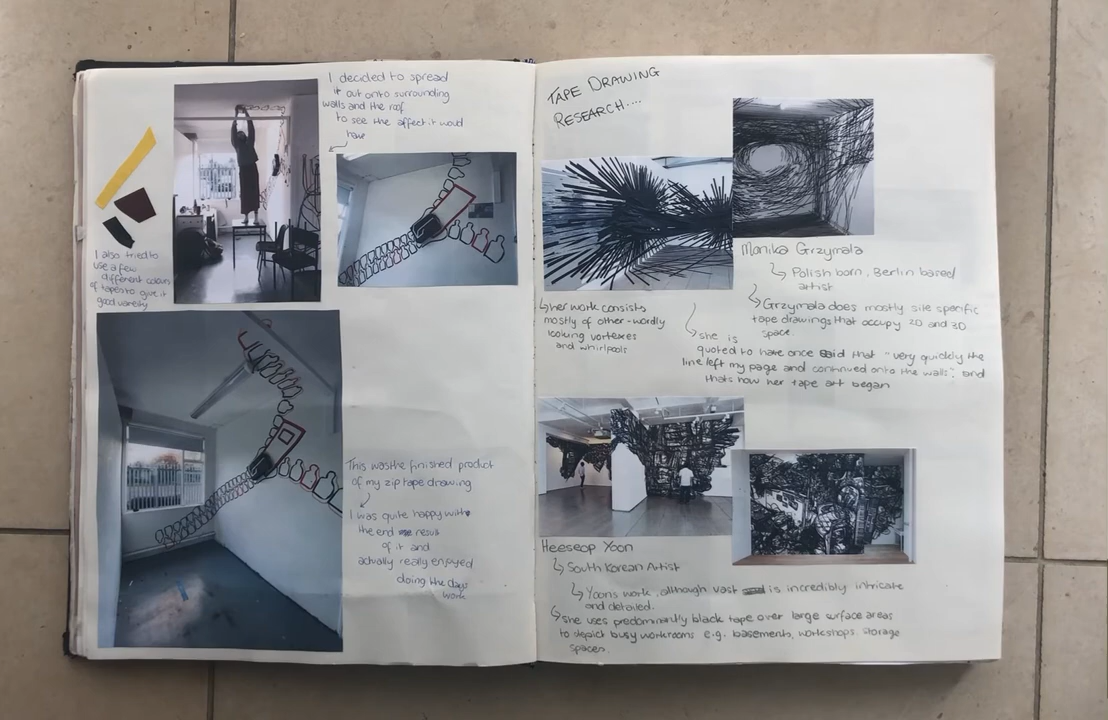 I decided to spread
it out onto surrounding
walls and the roof
to see the affect it would
have
I also tried to
use a few
different colours
of tapes to give it
good variety
This was the finished product
of my zip tape drawing
I was quite happy with
the end result
of it and
actually really enjoyed
doing the days
work
TAPE DRAWING
RESEARCH....
Monika Grzymala
Polish born, Berlin based
artist
Grzymala does mostly site specific
tape drawings that occupy 2D and 3D
space.
her work consists
mostly of other-wordly
looking vortexes
and whirlpools
she is
quoted to have once said that "very quickly the
line left my page and continued onto the walls", and
thats how her tape art began
Heeseop Yoon
South Korean Artist
Yoons work, although vast is incredibly intricate
and detailed.
she uses predominantly black tape over large surface areas
to depict busy workrooms e.g. basements, workshops, storage
spaces.